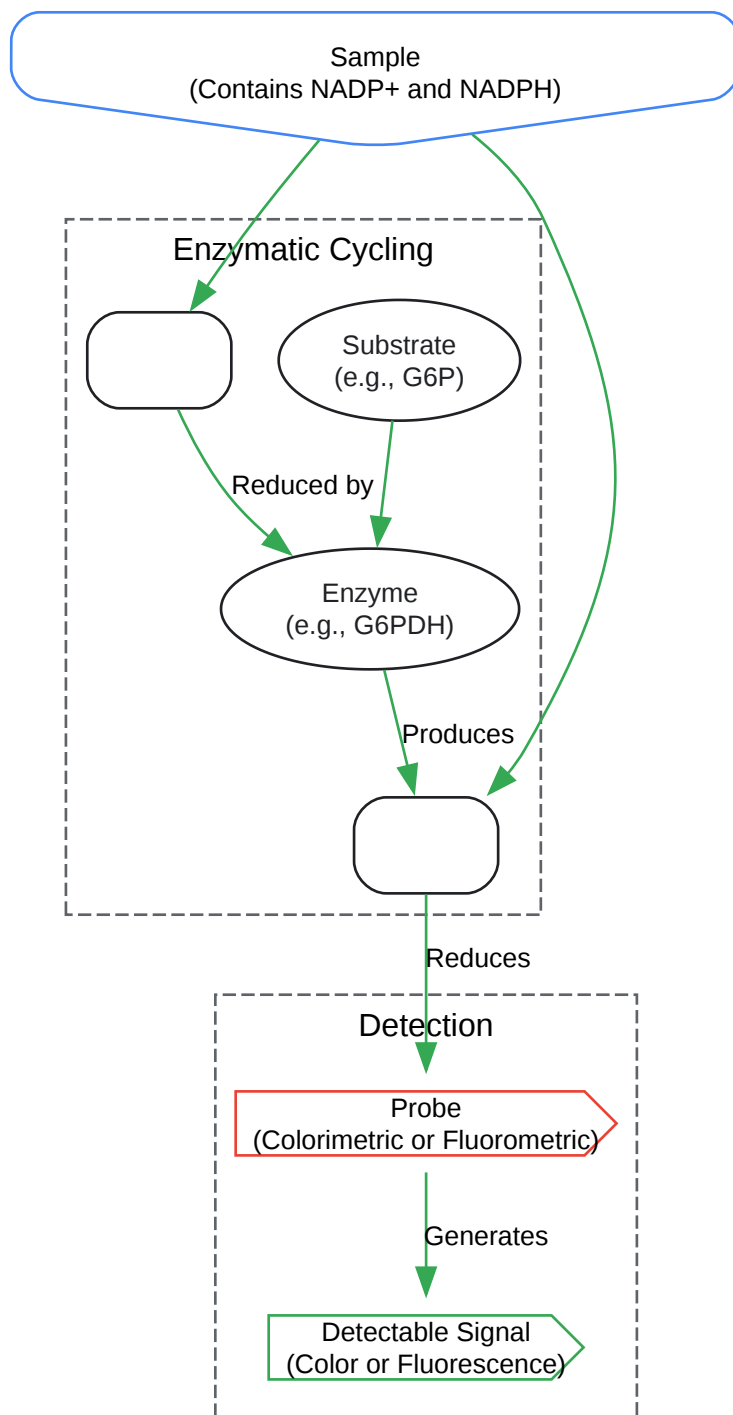 Sample
(Contains NADP+ and NADPH)
Enzymatic Cycling
Substrate
(e.g., G6P)
Reduced by
Enzyme
(e.g., G6PDH)
Produces
Reduces
Detection
Probe
(Colorimetric or Fluorometric)
Generates
Detectable Signal
(Color or Fluorescence)